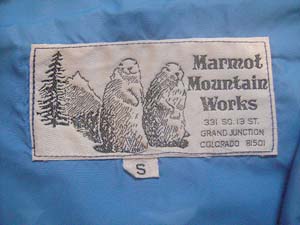 Marmot
Mountain
Works
331 SO. 13 ST.
GRAND JUNCTION
COLORADO 81501
S